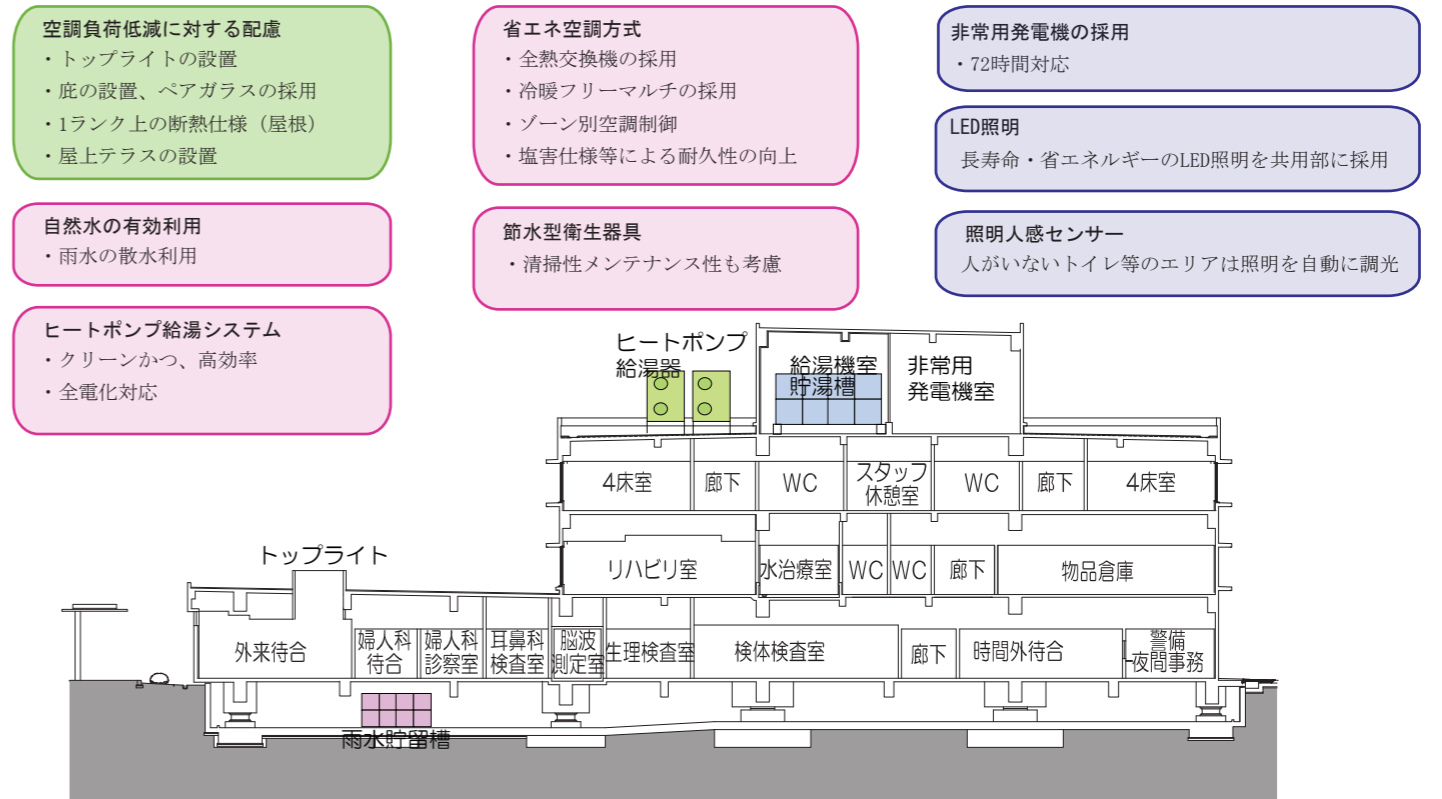 空調負荷低減に対する配慮
・トップライトの設置
・庇の設置、ペアガラスの採用
・1ランク上の断熱仕様（屋根）
・屋上テラスの設置
自然水の有効利用
・雨水の散水利用
ヒートポンプ給湯システム
・クリーンかつ、高効率
・全電化対応
省エネ空調方式
・全熱交換機の採用
・冷暖フリーマルチの採用
・ゾーン別空調制御
・塩害仕様等による耐久性の向上
節水型衛生器具
・清掃性メンテナンス性も考慮
非常用発電機の採用
・72時間対応
LED照明
長寿命・省エネルギーのLED照明を共用部に採用
照明人感センサー
人がいないトイレ等のエリアは照明を自動に調光
ヒートポンプ
給湯器
給湯機室
貯湯槽
非常用
発電機室
4床室
廊下
WC
スタッフ
休憩室
WC
廊下
4床室
トップライト
リハビリ室
水治療室
WC
WC
廊下
物品倉庫
外来待合
婦人科
待合
婦人科
診察室
耳鼻科
検査室
脳波
測定室
生理検査室
検体検査室
廊下
時間外待合
警備
夜間事務
雨水貯留槽